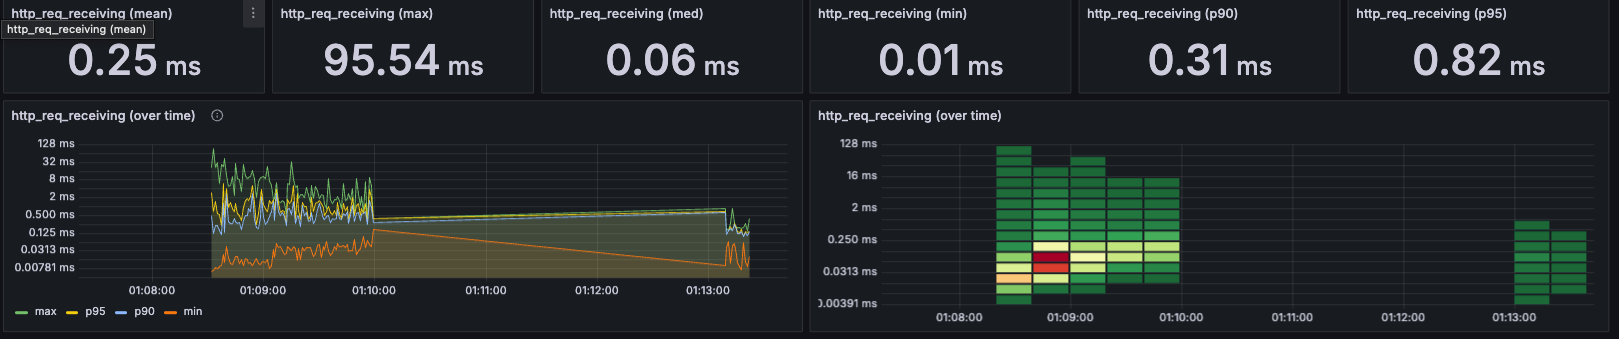 http_req_receiving (mean)
http_req_receiving (mean)
0.25 ms
http_req_receiving (max)
95.54 ms
http_req_receiving (med)
0.06 ms
http_req_receiving (min)
0.01 ms
http_req_receiving (p90)
0.31 ms
http_req_receiving (p95)
0.82 ms
http_req_receiving (over time)
128 ms
32 ms
8 ms
2 ms
0.500 ms
0.125 ms
0.0313 ms
0.00781 ms
01:08:00 01:09:00 01:10:00 01:11:00 01:12:00 01:13:00
max p95 p90 min
http_req_receiving (over time)
128 ms
16 ms
2 ms
0.250 ms
0.0313 ms
0.00391 ms
01:08:00 01:09:00 01:10:00 01:11:00 01:12:00 01:13:00